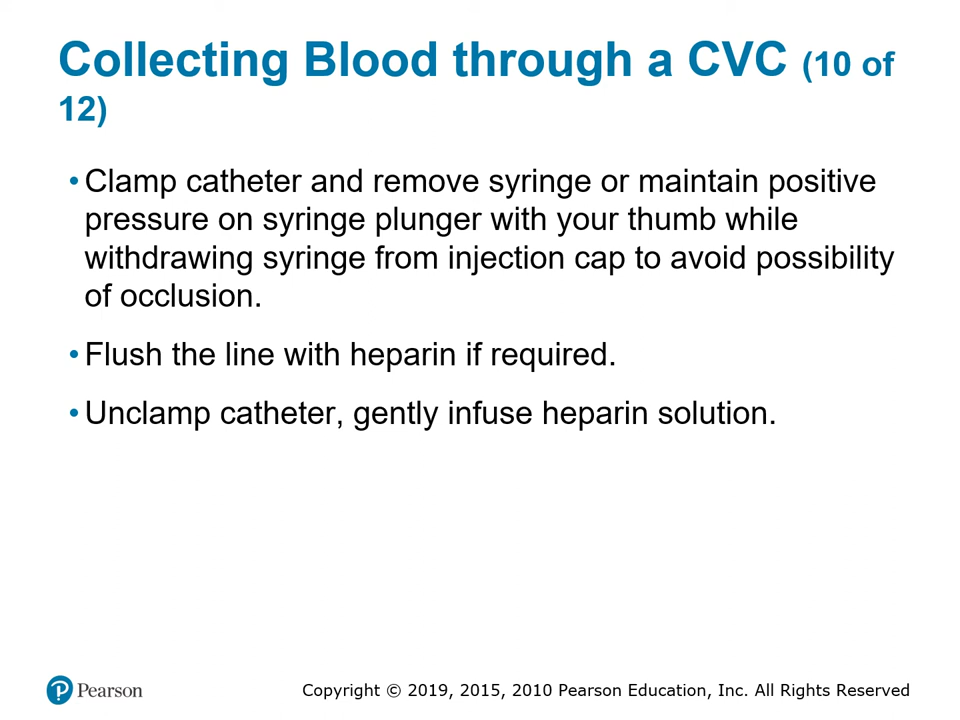 Collecting Blood through a CVC (10 of
12)
• Clamp catheter and remove syringe or maintain positive
pressure on syringe plunger with your thumb while
withdrawing syringe from injection cap to avoid possibility
of occlusion.
• Flush the line with heparin if required.
• Unclamp catheter, gently infuse heparin solution.
Pearson
Copyright © 2019, 2015, 2010 Pearson Education, Inc. All Rights Reserved